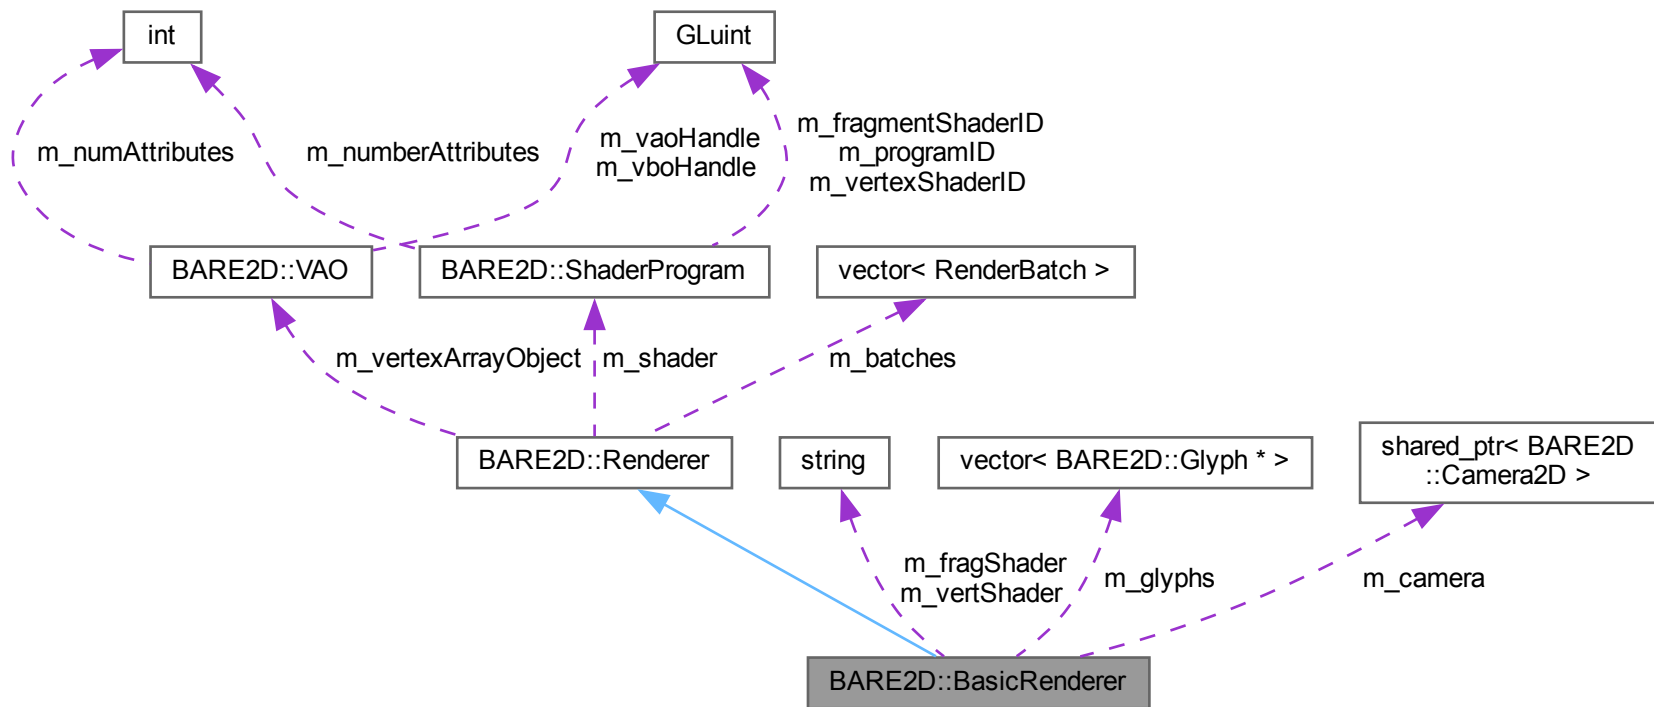 int
GLuint
m_numAttributes
m_numberAttributes
m_vaoHandle
m_vboHandle
m_fragmentShaderID
m_programID
m_vertexShaderID
BARE2D::VAO
BARE2D::ShaderProgram
vector< RenderBatch >
m_vertexArrayObject
m_shader
m_batches
BARE2D::Renderer
string
vector< BARE2D::Glyph * >
shared_ptr< BARE2D
::Camera2D >
m_fragShader
m_vertShader
m_glyphs
m_camera
BARE2D::BasicRenderer